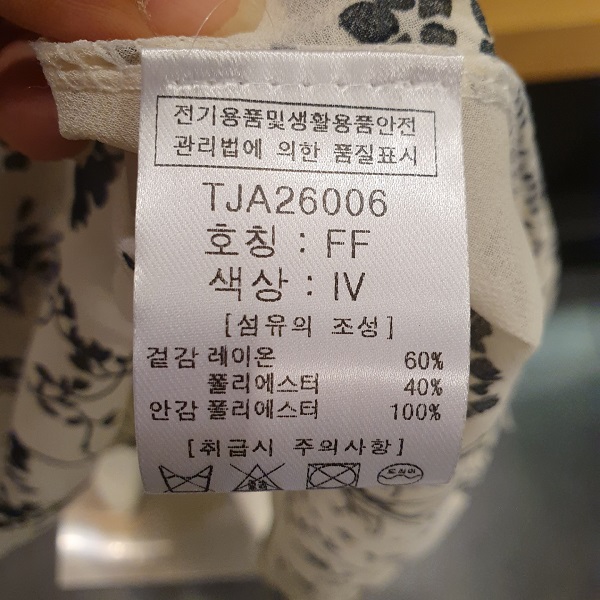 전기용품및생활용품안전
관리법에 의한 품질표시
TJA26006
호칭 : FF
색상 : IV
[섬유의 조성]
겉감 레이온 60%
폴리에스터 40%
안감 폴리에스터 100%
[취급시 주의사항]
드라이